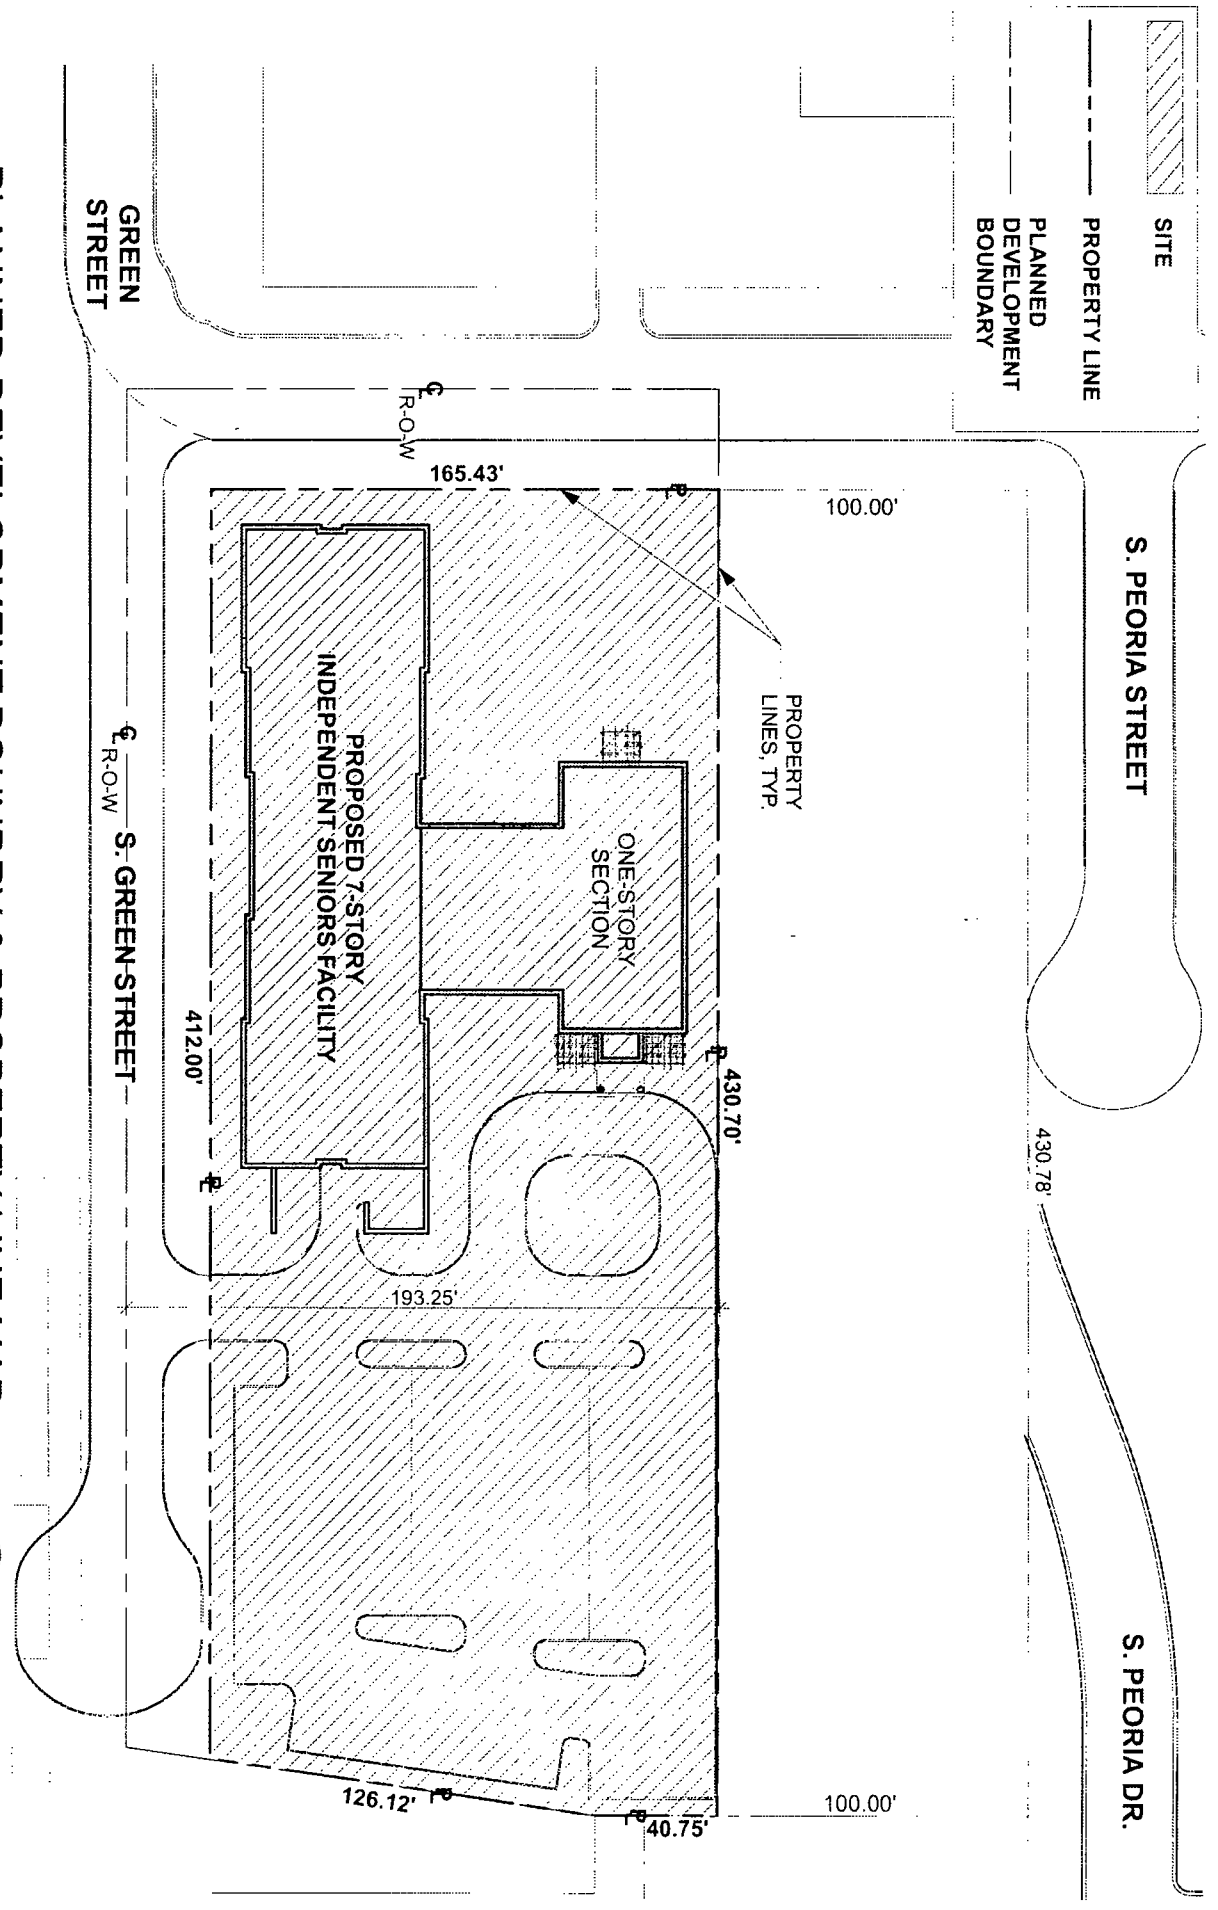 SITE
PROPERTY LINE
PLANNED
DEVELOPMENT
BOUNDARY
S. PEORIA STREET
S. PEORIA DR.
430.78'
100.00'
100.00'
PROPERTY
LINES, TYP.
GREEN
STREET
R-O-W
165.43'
ONE-STORY
SECTION
430.70'
PROPOSED 7-STORY
INDEPENDENT SENIORS FACILITY
193.25'
412.00'
R-O-W
S. GREEN STREET
126.12'
40.75'